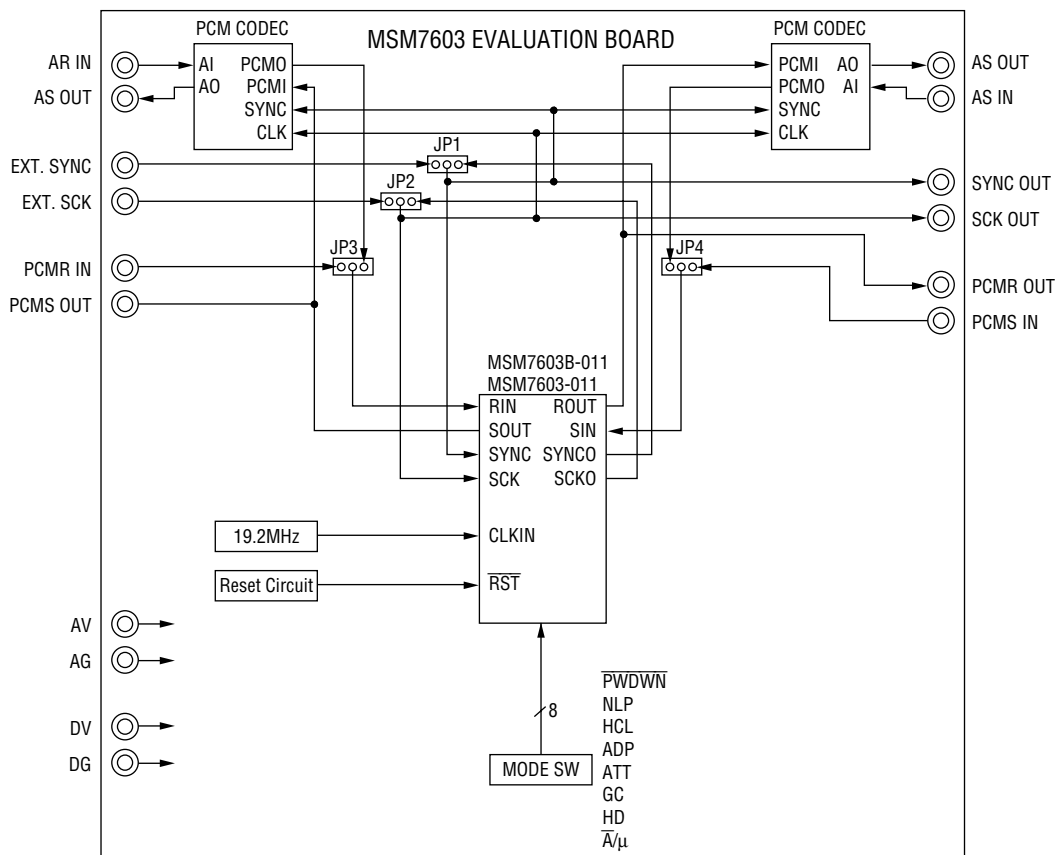 MSM7603 EVALUATION BOARD
PCM CODEC
PCM CODEC
AR IN
AI PCMO
AS OUT
AO PCMI
SYNC
CLK
PCMI AO
AS OUT
PCMO AI
AS IN
SYNC
CLK
EXT. SYNC
JP1
SYNC OUT
EXT. SCK
JP2
SCK OUT
PCMR IN
JP3
JP4
PCMR OUT
PCMS OUT
PCMS IN
MSM7603B-011
MSM7603-011
RIN ROUT
SOUT SIN
SYNC SYNCO
SCK SCKO
19.2MHz
CLKIN
Reset Circuit
R̅S̅T̅
AV
AG
DV
DG
8
MODE SW
P̅W̅D̅W̅N̅
NLP
HCL
ADP
ATT
GC
HD
A̅/μ